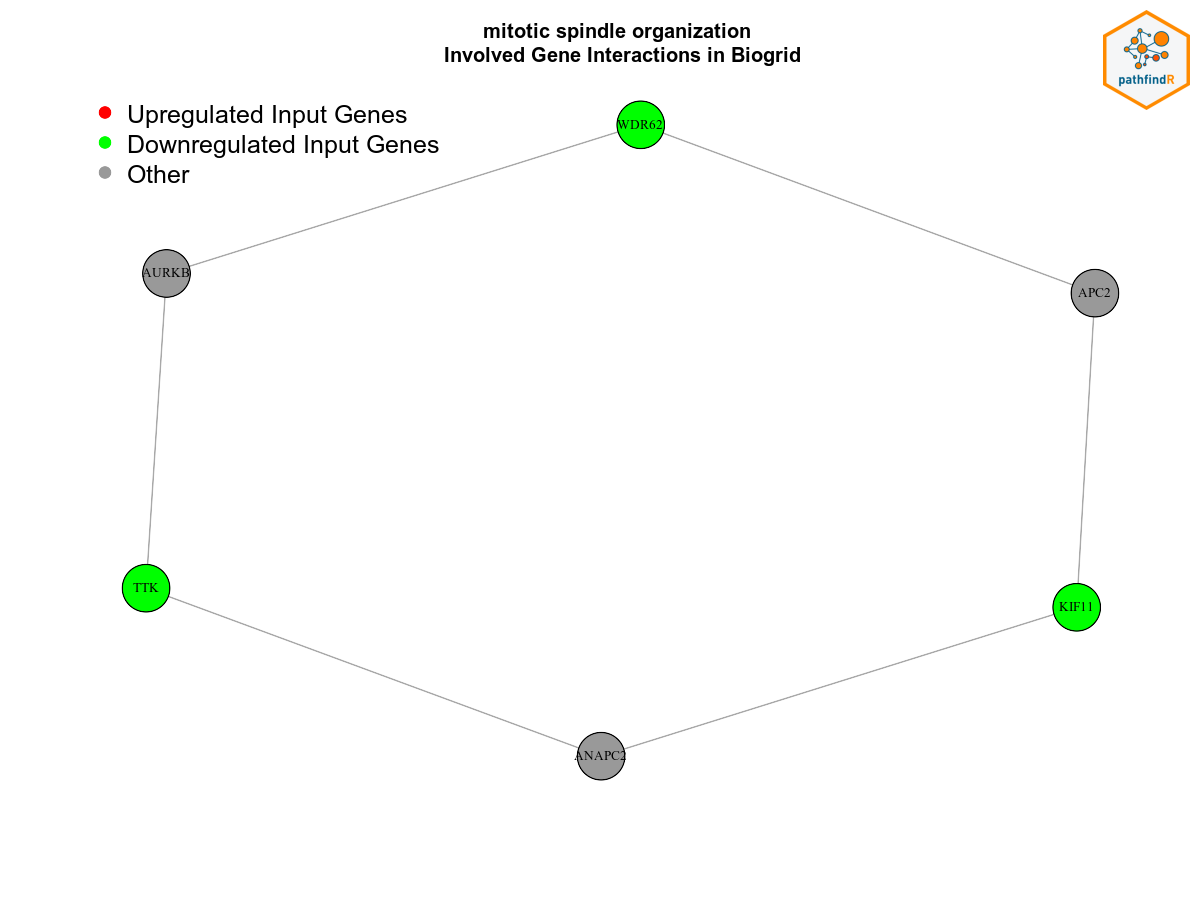 mitotic spindle organization
Involved Gene Interactions in Biogrid
pathfindR
Upregulated Input Genes
Downregulated Input Genes
Other
WDR62
AURKB
APC2
TTK
KIF11
ANAPC2